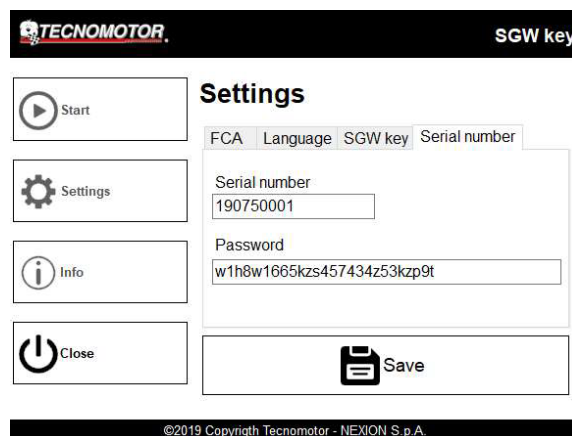 TECNOMOTOR.
SGW key
Start
Settings
Info
Close
Settings
FCA Language SGW key Serial number
Serial number
190750001
Password
w1h8w1665kzs457434z53kzp9t
Save
©2019 Copyrigth Tecnomotor - NEXION S.p.A.